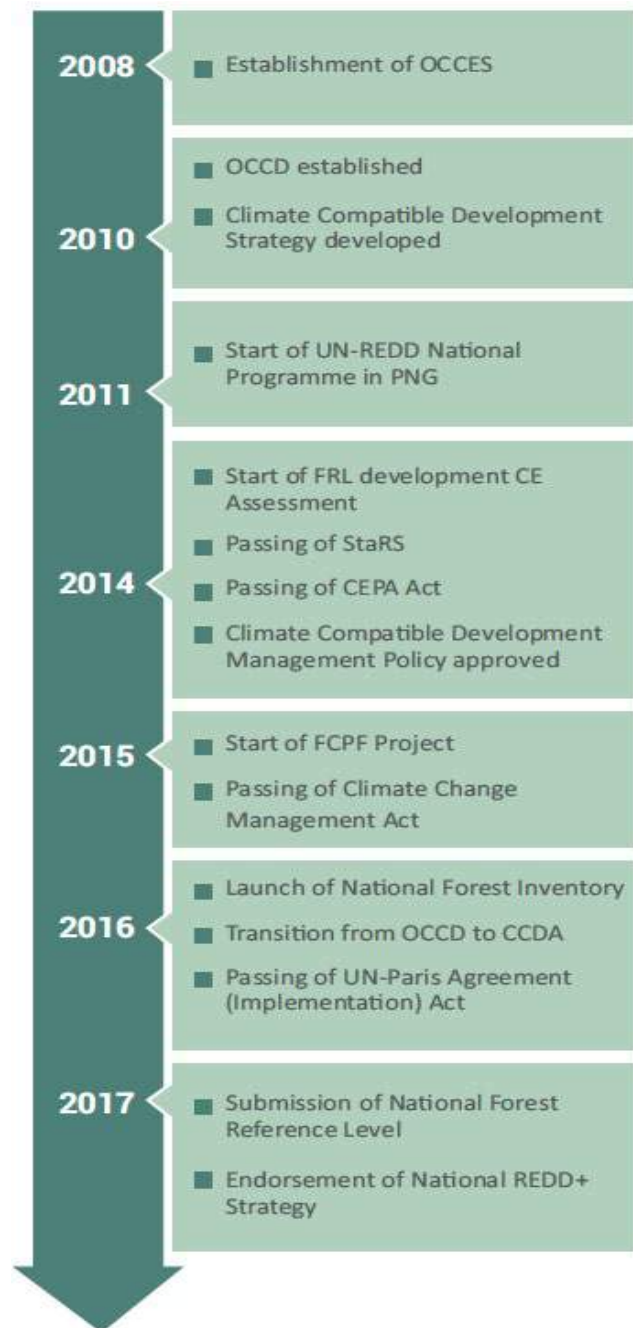 2008
Establishment of OCCES
OCCD established
2010
Climate Compatible Development
Strategy developed
2011
Start of UN-REDD National
Programme in PNG
Start of FRL development CE
Assessment
Passing of StaRS
2014
Passing of CEPA Act
Climate Compatible Development
Management Policy approved
2015
Start of FCPF Project
Passing of Climate Change
Management Act
Launch of National Forest Inventory
2016
Transition from OCCD to CCDA
Passing of UN-Paris Agreement
(Implementation) Act
2017
Submission of National Forest
Reference Level
Endorsement of National REDD+
Strategy